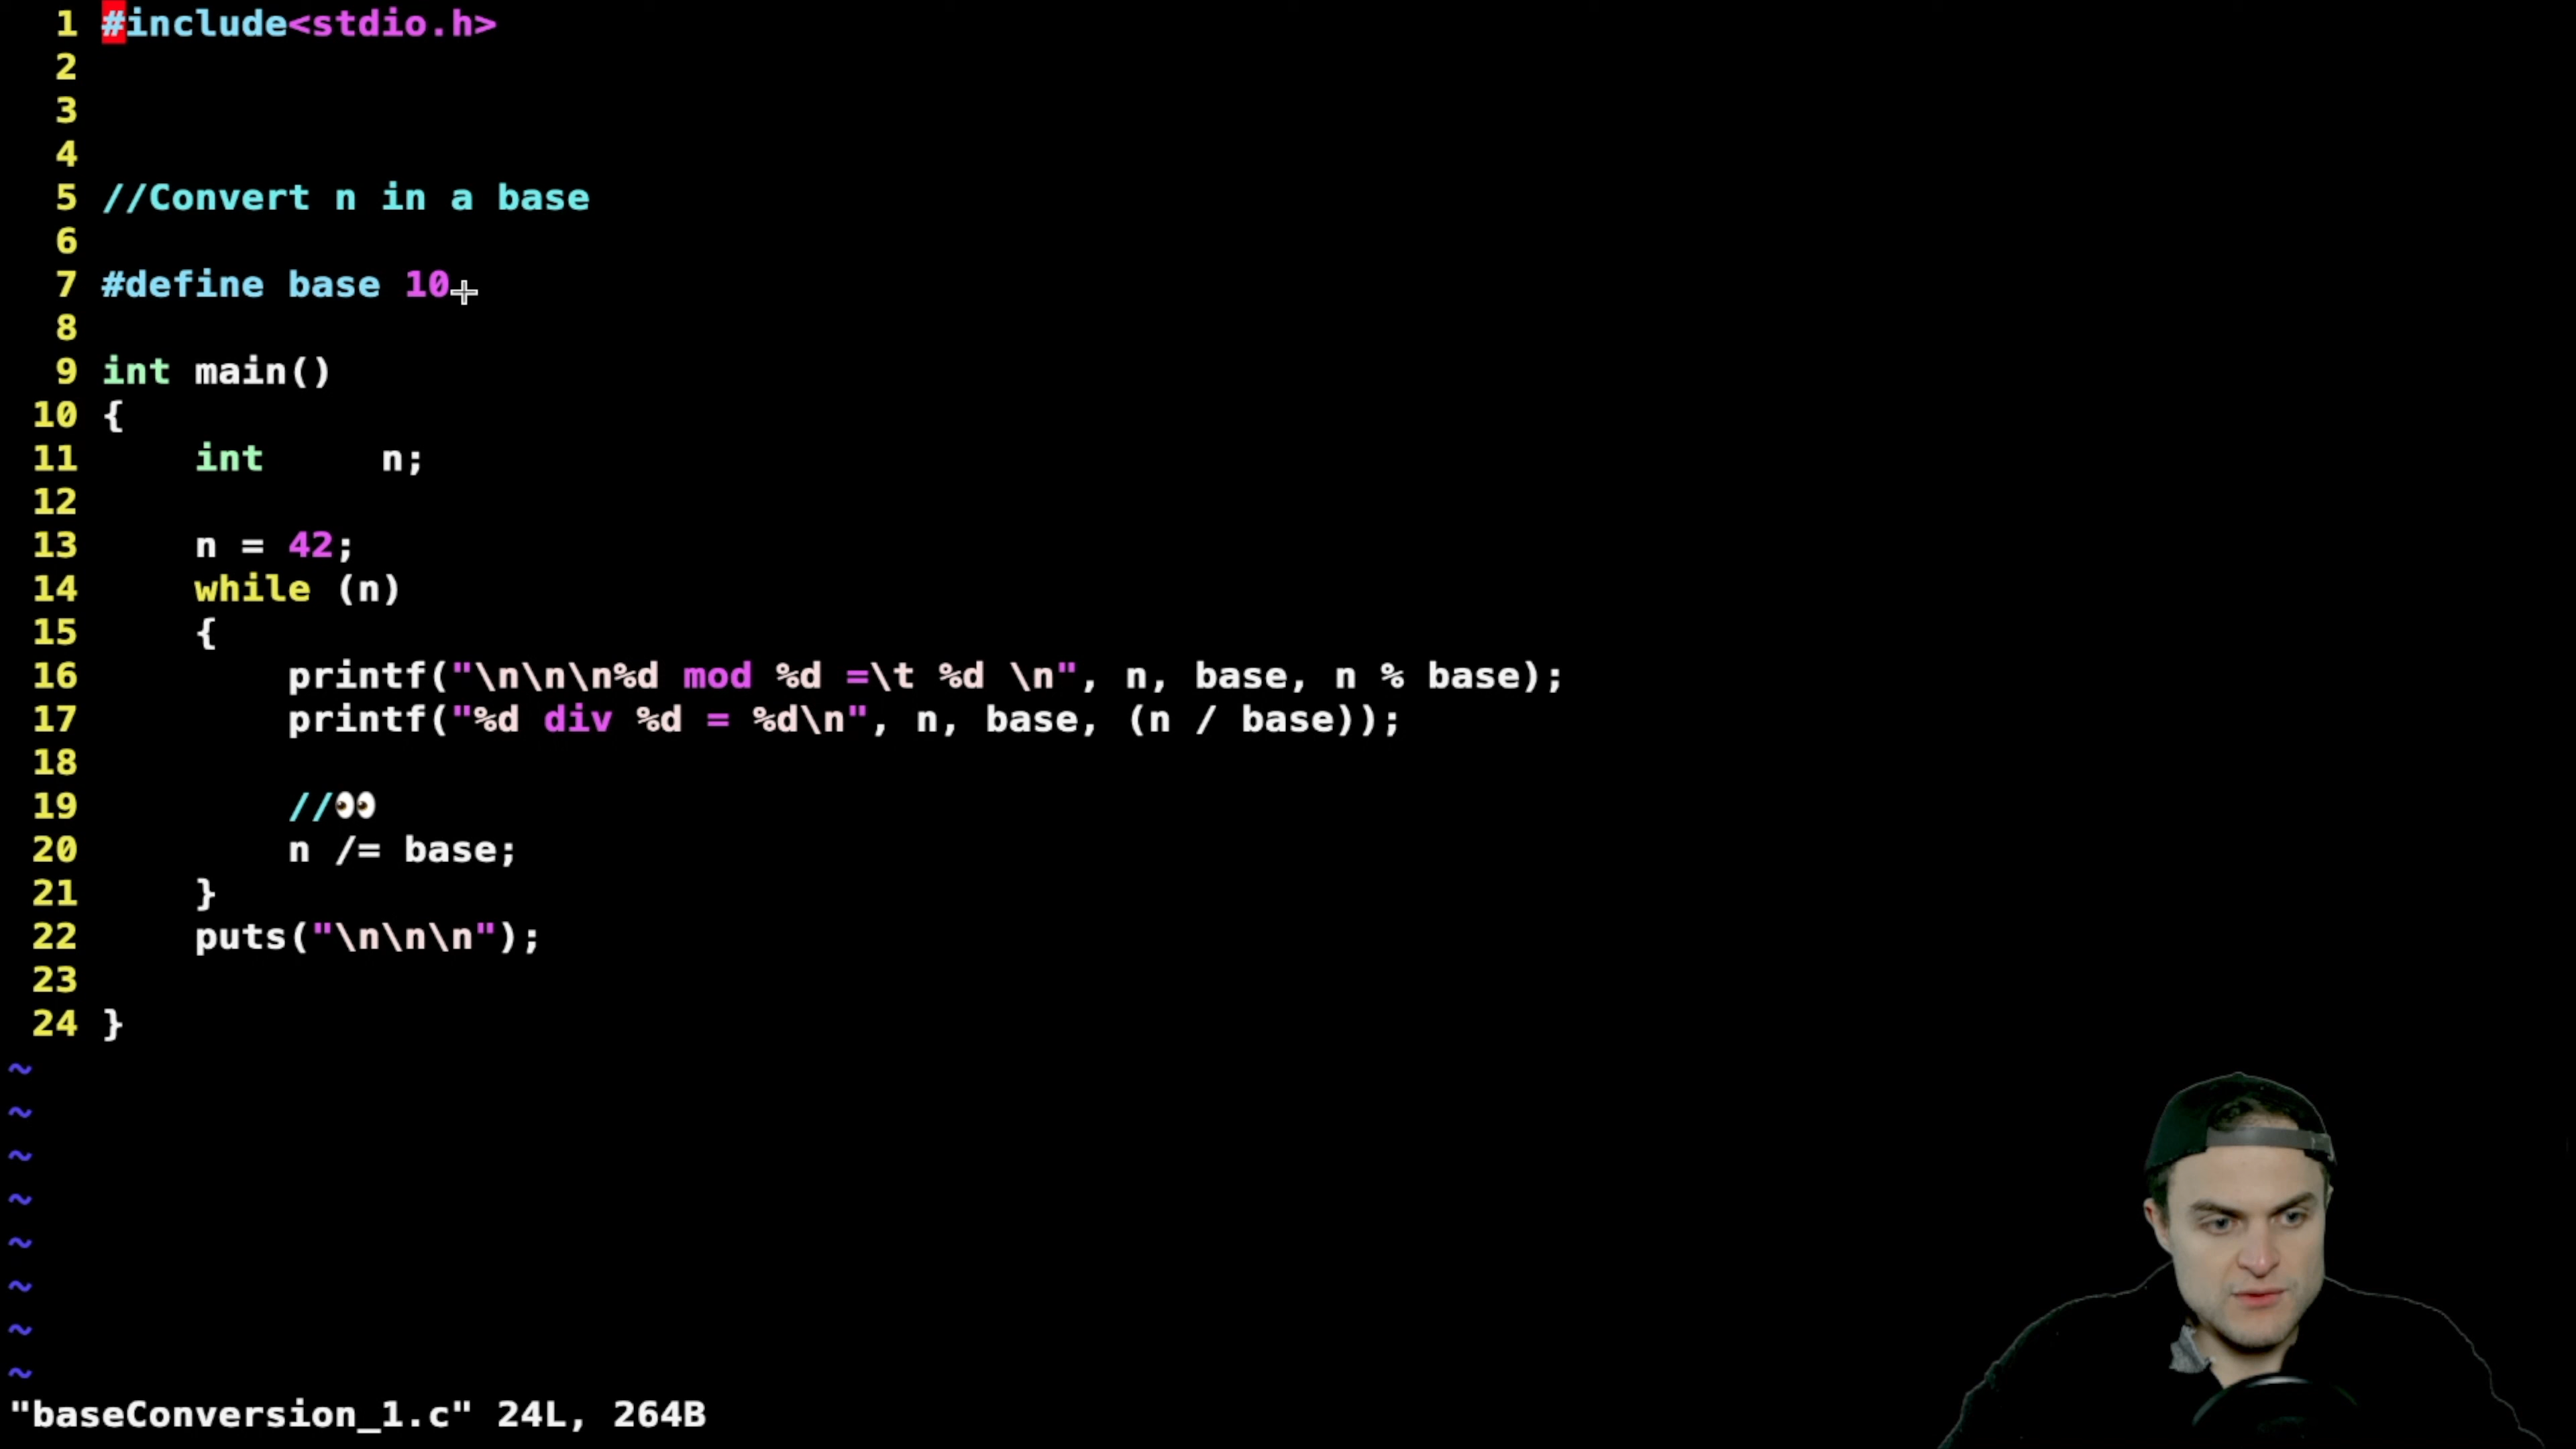 1 #include<stdio.h>
2
3
4
5 //Convert n in a base
6
7 #define base 10
8
9 int main()
10 {
11     int     n;
12
13     n = 42;
14     while (n)
15     {
16         printf("\n\n\n%d mod %d =\t %d \n", n, base, n % base);
17         printf("%d div %d = %d\n", n, base, (n / base));
18
19         //👀
20         n /= base;
21     }
22     puts("\n\n\n");
23
24 }
~
~
~
~
~
~
~
~
"baseConversion_1.c" 24L, 264B